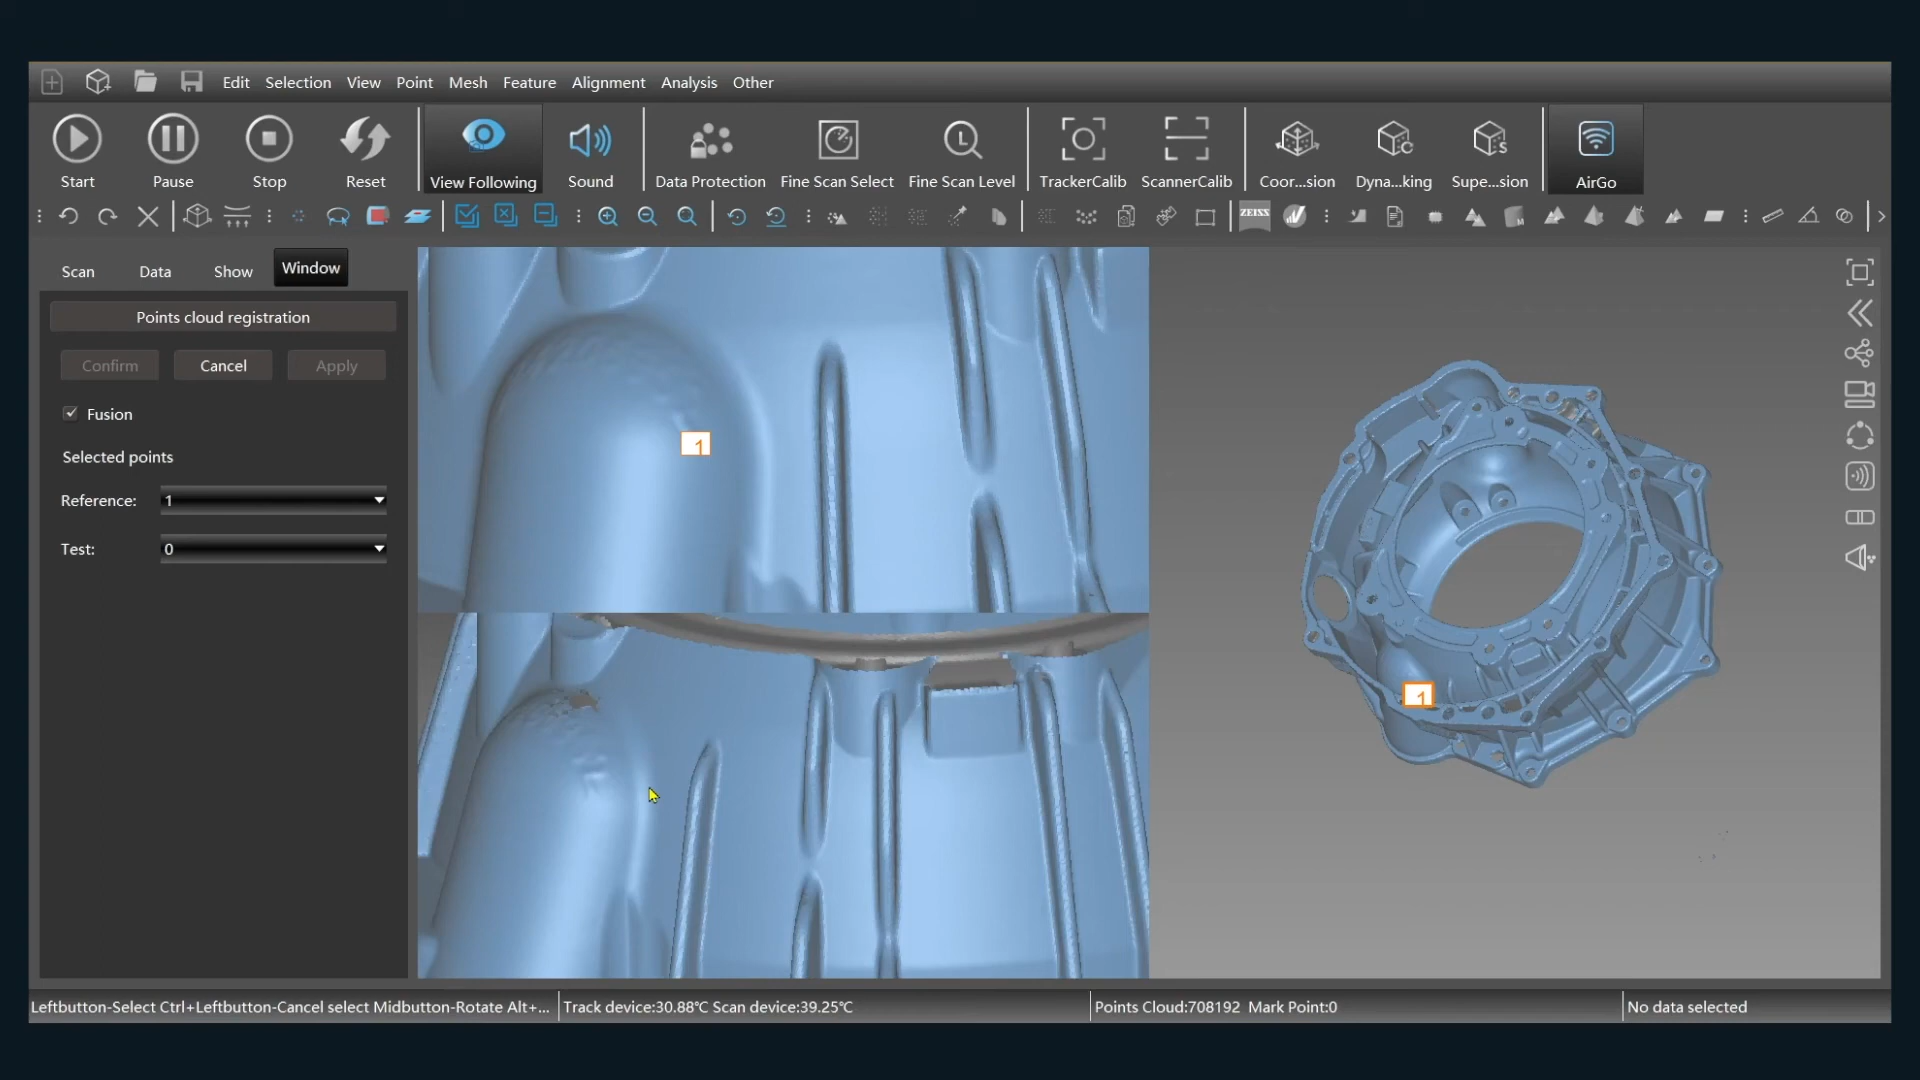 Edit Selection View Point Mesh Feature Alignment Analysis Other
Start Pause Stop Reset View Following Sound Data Protection Fine Scan Select Fine Scan Level TrackerCalib ScannerCalib Coor...sion Dyna...king Supe...sion AirGo
ZEISS
Scan Data Show Window
Points cloud registration
Confirm Cancel Apply
Fusion
Selected points
Reference: 1
Test: 0
1
1
Leftbutton-Select Ctrl+Leftbutton-Cancel select Midbutton-Rotate Alt+... Track device:30.88℃ Scan device:39.25℃ Points Cloud:708192 Mark Point:0 No data selected